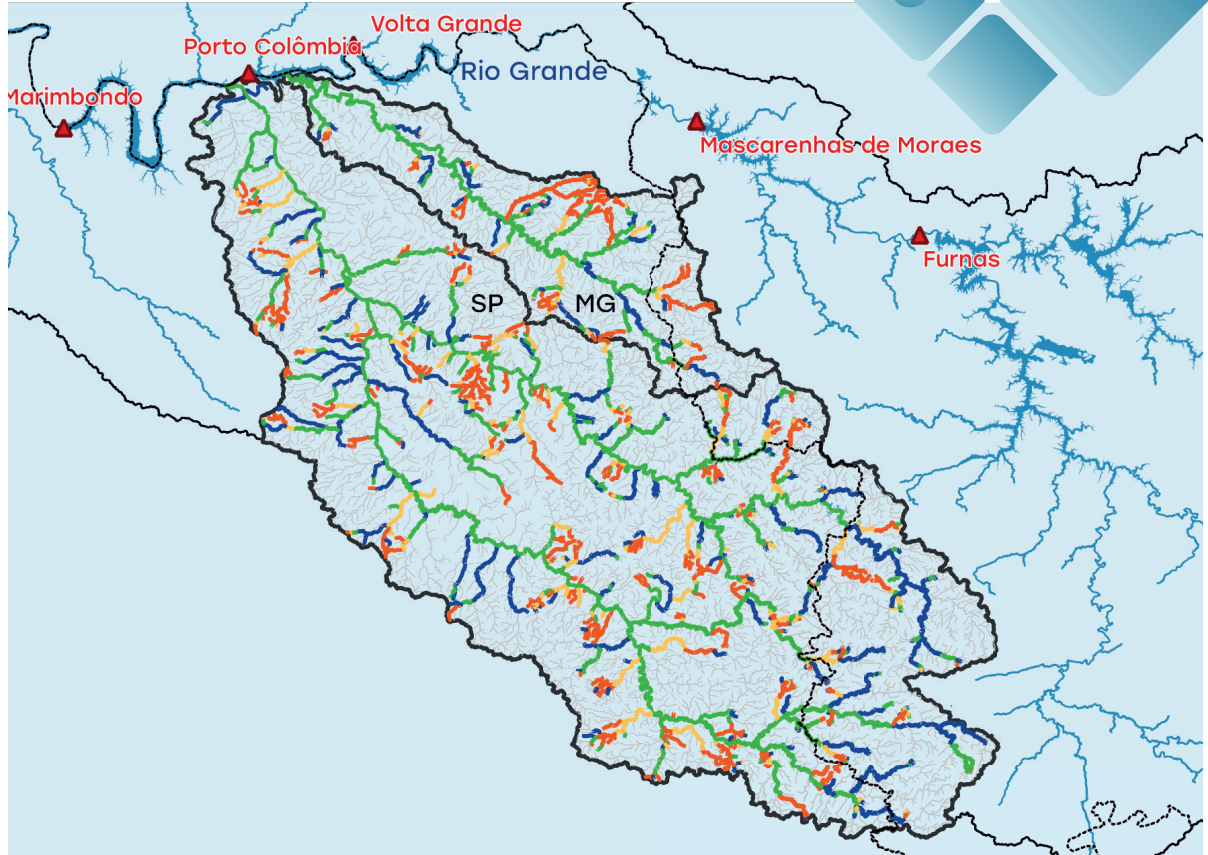 Volta Grande
Porto Colômbia
Rio Grande
Marimbondo
Mascarenhas de Moraes
Furnas
SP
MG